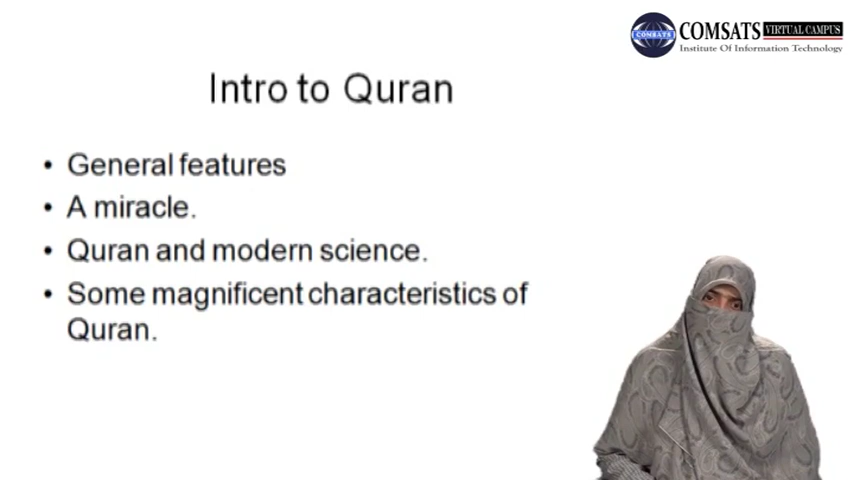 COMSATS VIRTUAL CAMPUS
COMSATS
Institute Of Information Technology
Intro to Quran
• General features
• A miracle.
• Quran and modern science.
• Some magnificent characteristics of
Quran.